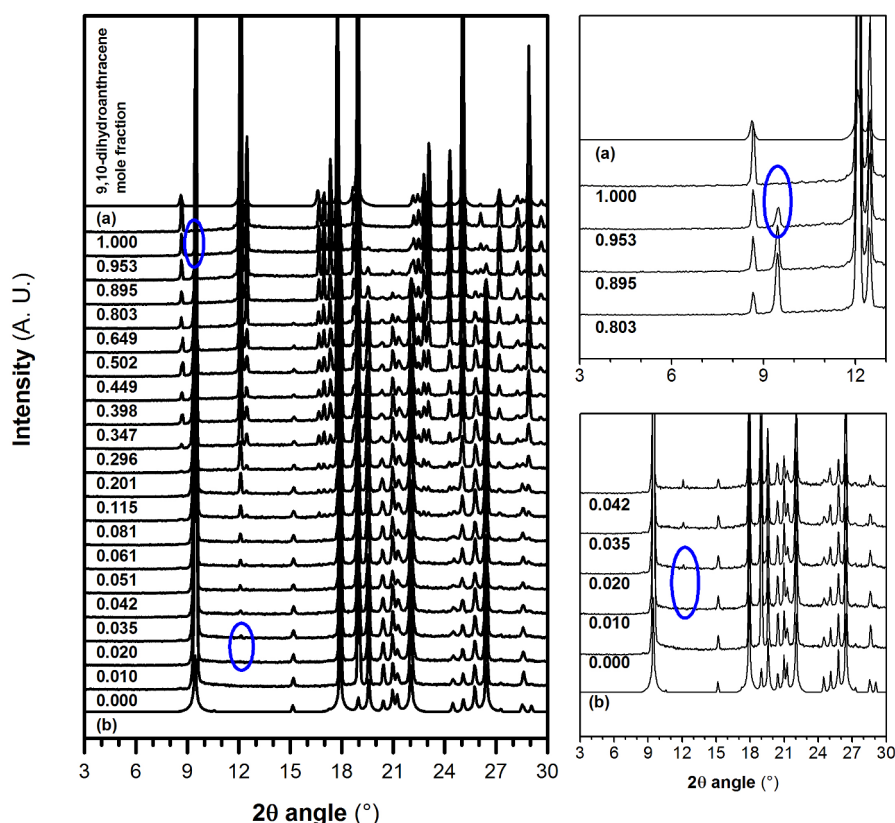 9,10-dihydroanthracene
mole fraction
Intensity (A. U.)
(a)
1.000
0.953
0.895
0.803
0.649
0.502
0.449
0.398
0.347
0.296
0.201
0.115
0.081
0.061
0.051
0.042
0.035
0.020
0.010
0.000
(b)
3 6 9 12 15 18 21 24 27 30
2θ angle (°)
(a)
1.000
0.953
0.895
0.803
3 6 9 12
0.042
0.035
0.020
0.010
0.000
(b)
3 6 9 12 15 18 21 24 27 30
2θ angle (°)